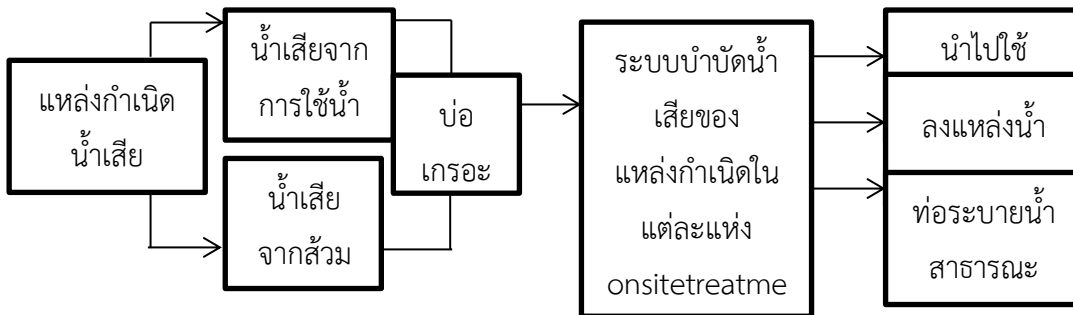 แหล่งกำเนิด
น้ำเสีย
น้ำเสียจาก
การใช้น้ำ
น้ำเสีย
จากส้วม
บ่อ
เกรอะ
ระบบบำบัดน้ำ
เสียของ
แหล่งกำเนิดใน
แต่ละแห่ง
onsitetreatme
นำไปใช้
ลงแหล่งน้ำ
ท่อระบายน้ำ
สาธารณะ